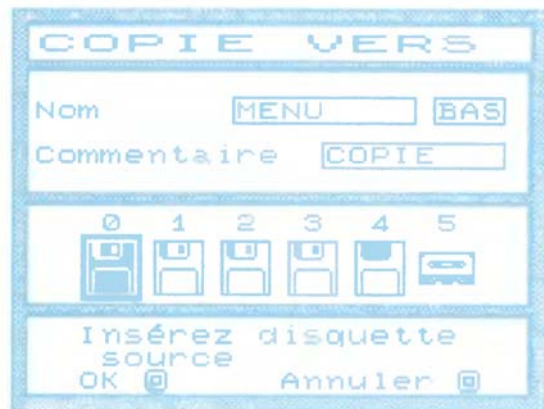 COPIE VERS
Nom MENU BAS
Commentaire COPIE
0 1 2 3 4 5
Insérez disquette
source
OK Annuler